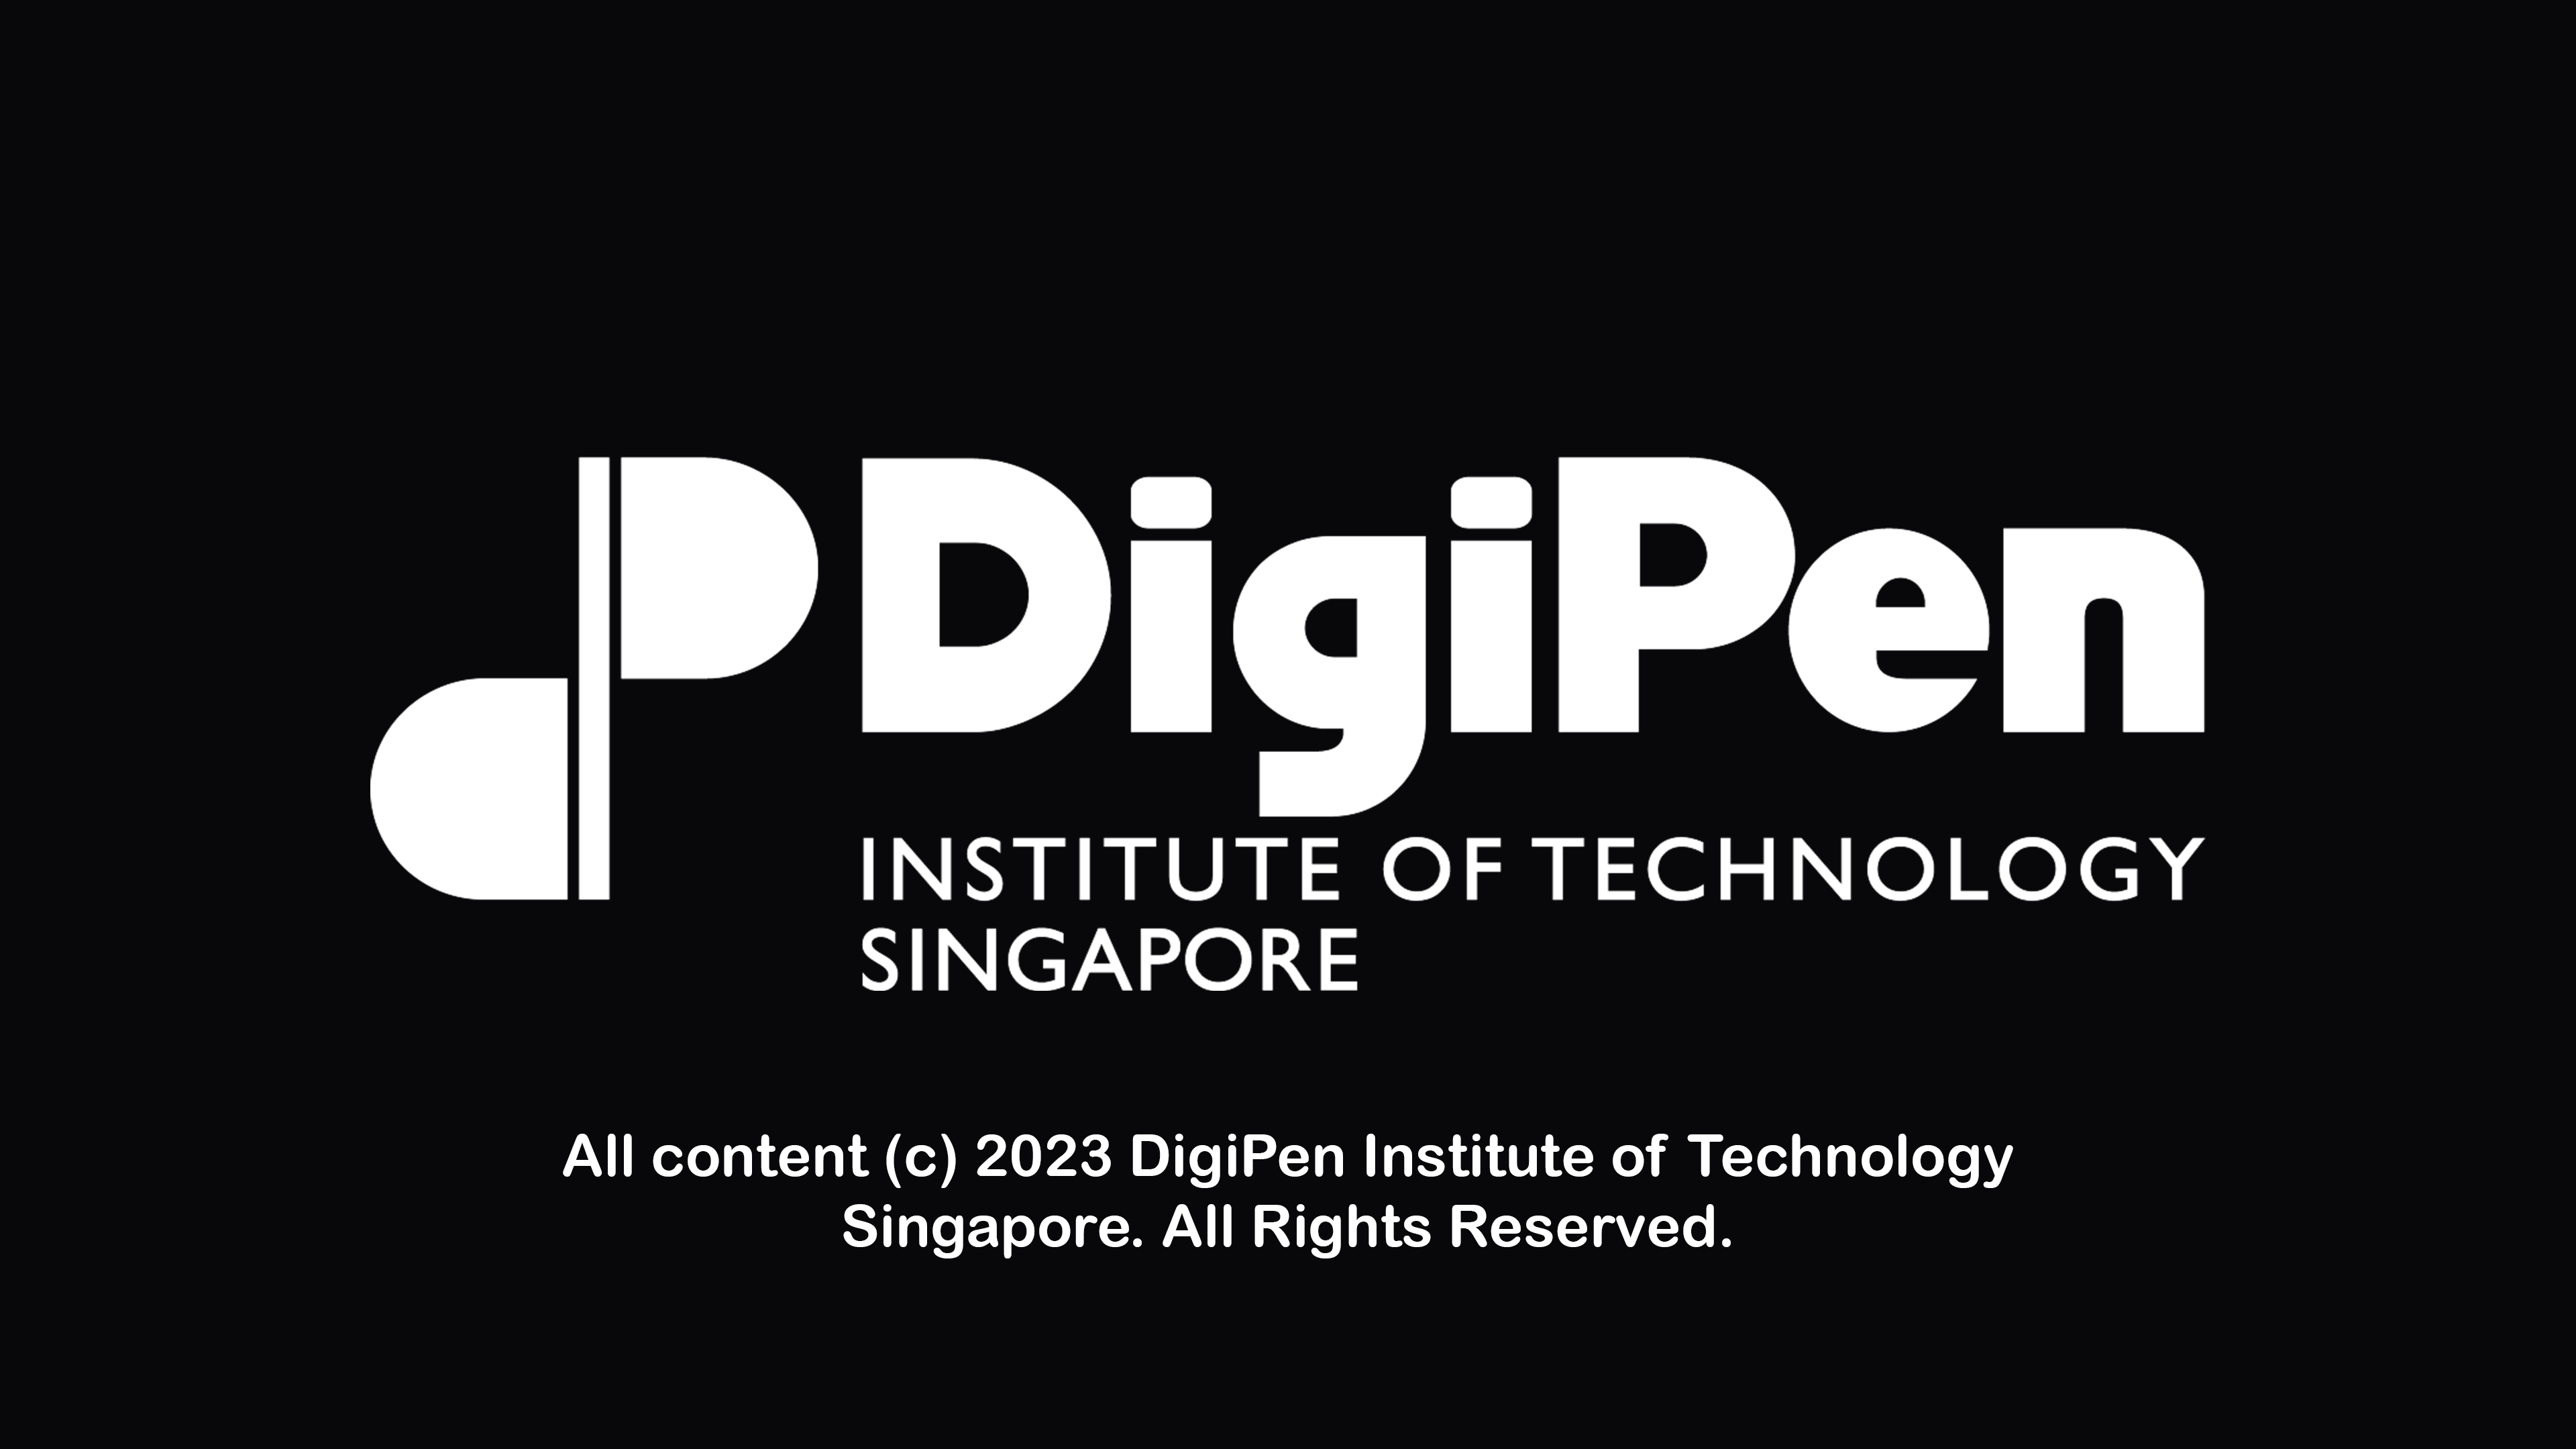 DigiPen
INSTITUTE OF TECHNOLOGY
SINGAPORE
All content (c) 2023 DigiPen Institute of Technology
Singapore. All Rights Reserved.